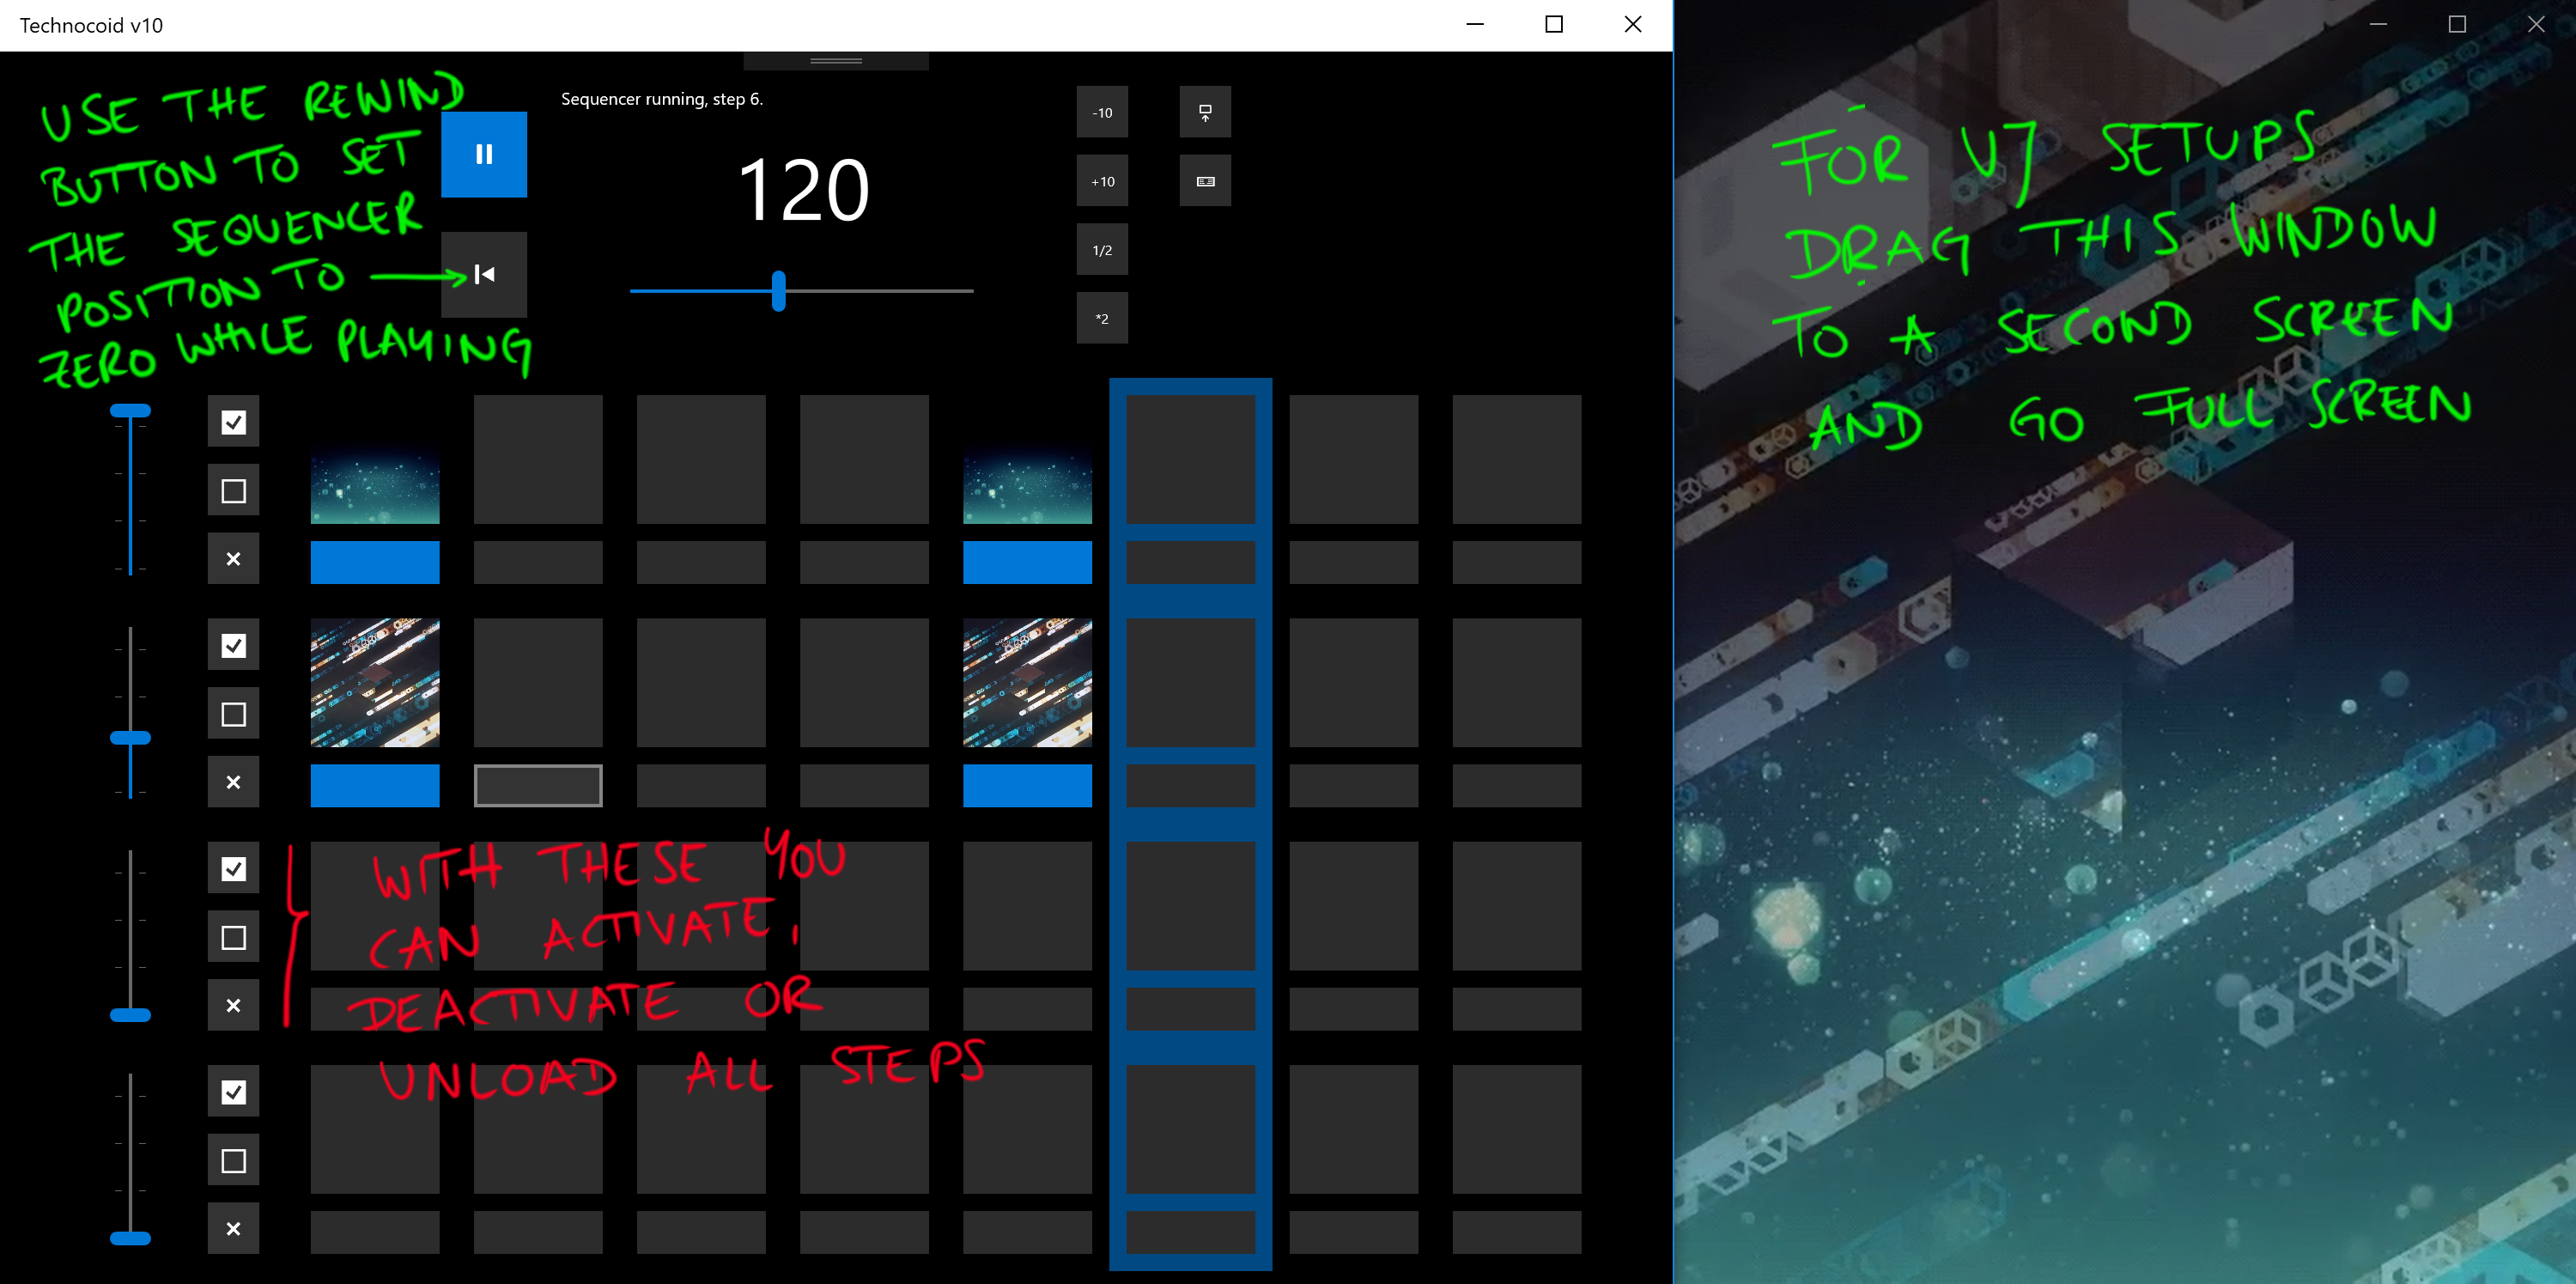 Technocoid v10
USE THE REWIND
BUTTON TO SET
THE SEQUENCER
POSITION TO
ZERO WHILE PLAYING
Sequencer running, step 6.
120
-10
+10
1/2
*2
WITH THESE YOU
CAN ACTIVATE,
DEACTIVATE OR
UNLOAD ALL STEPS
FOR VJ SETUPS
DRAG THIS WINDOW
TO A SECOND SCREEN
AND GO FULL SCREEN